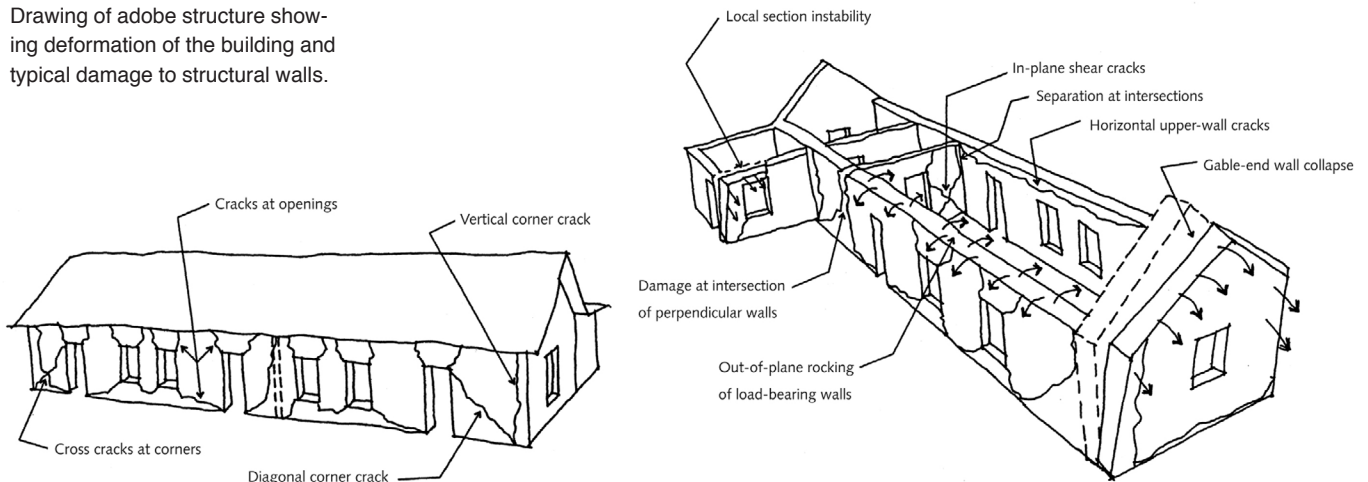 Drawing of adobe structure show-
ing deformation of the building and
typical damage to structural walls.
Cracks at openings
Vertical corner crack
Cross cracks at corners
Diagonal corner crack
Local section instability
In-plane shear cracks
Separation at intersections
Horizontal upper-wall cracks
Gable-end wall collapse
Damage at intersection
of perpendicular walls
Out-of-plane rocking
of load-bearing walls